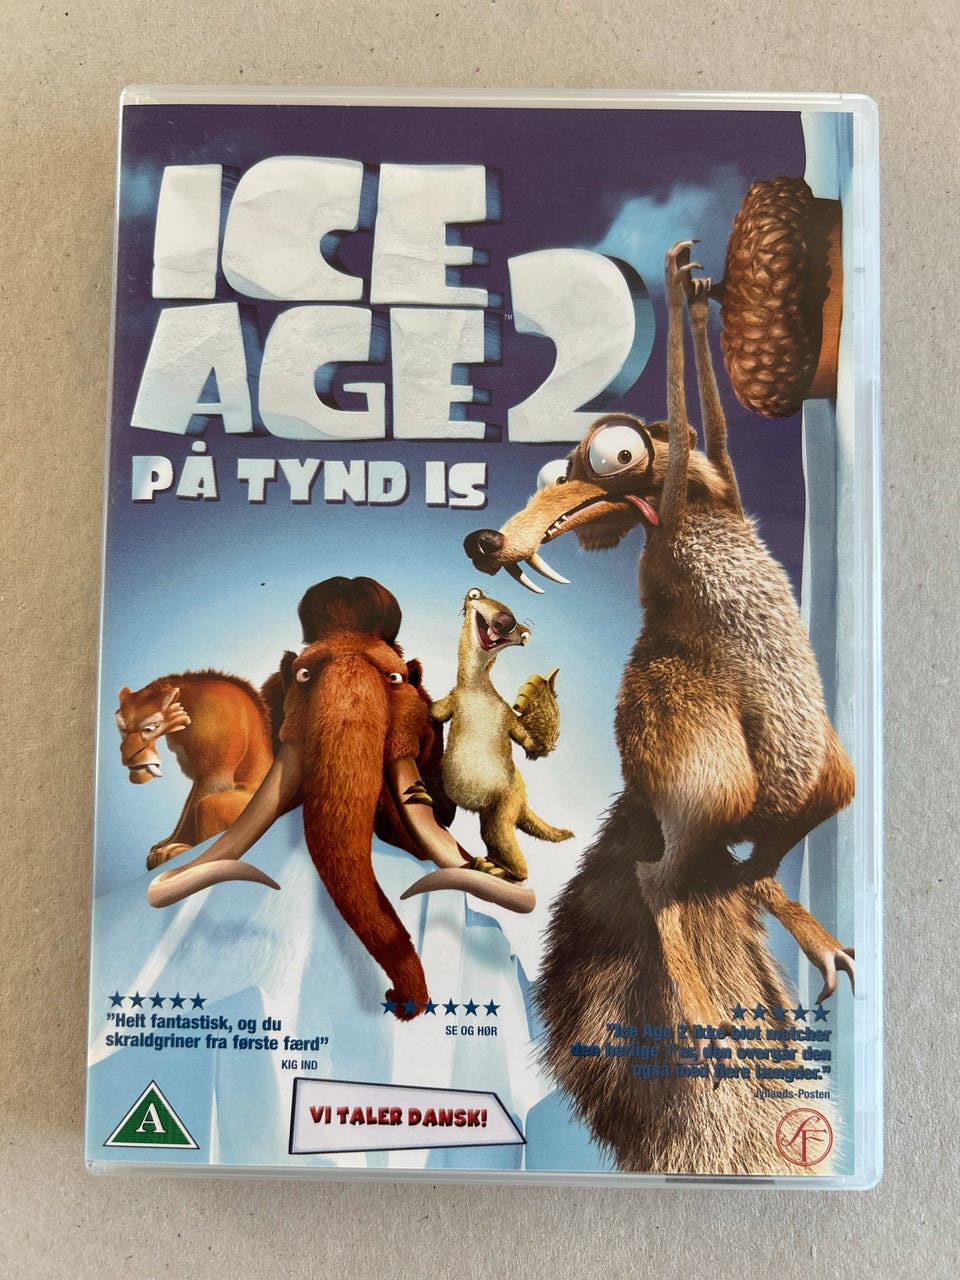 ICE
AGE 2
™
PÅ TYND IS
★★★★★
"Helt fantastisk, og du
skraldgriner fra første færd"
KIG IND
★★★★★★
SE OG HØR
★★★★★
"Ice Age 2 ikke blot matcher
den herlige 1'er, den overgår den
også med flere længder."
Jyllands-Posten
A
VI TALER DANSK!
SF